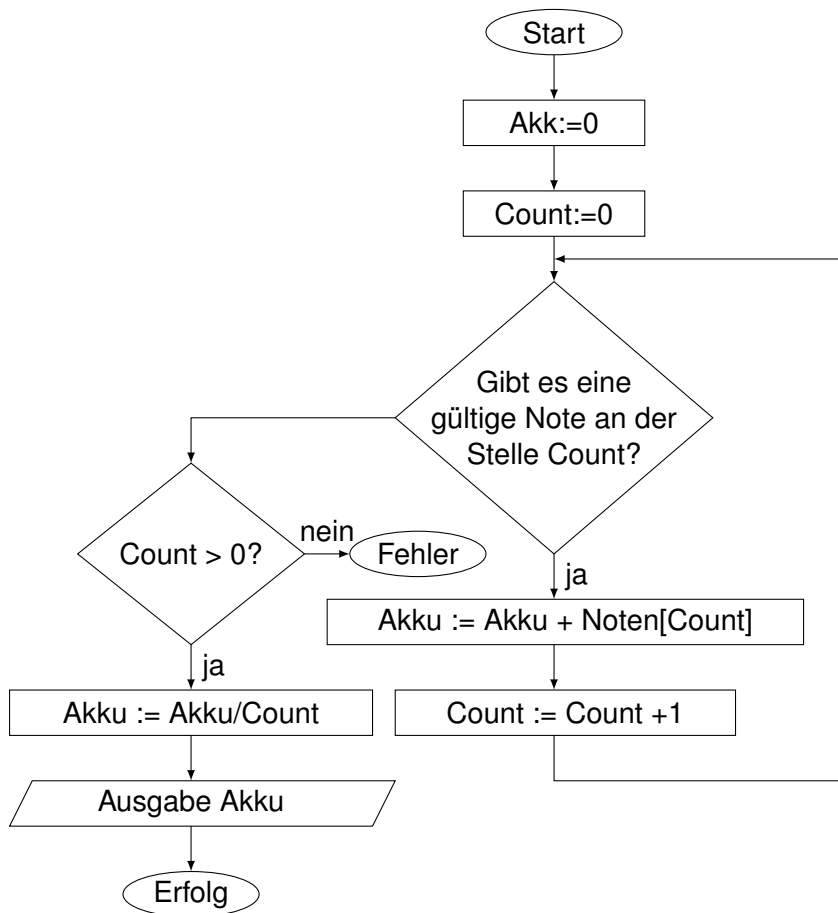 Start
Akk:=0
Count:=0
Gibt es eine
gültige Note an der
Stelle Count?
Count > 0?
nein
Fehler
ja
Akku := Akku + Noten[Count]
ja
Akku := Akku/Count
Count := Count +1
Ausgabe Akku
Erfolg